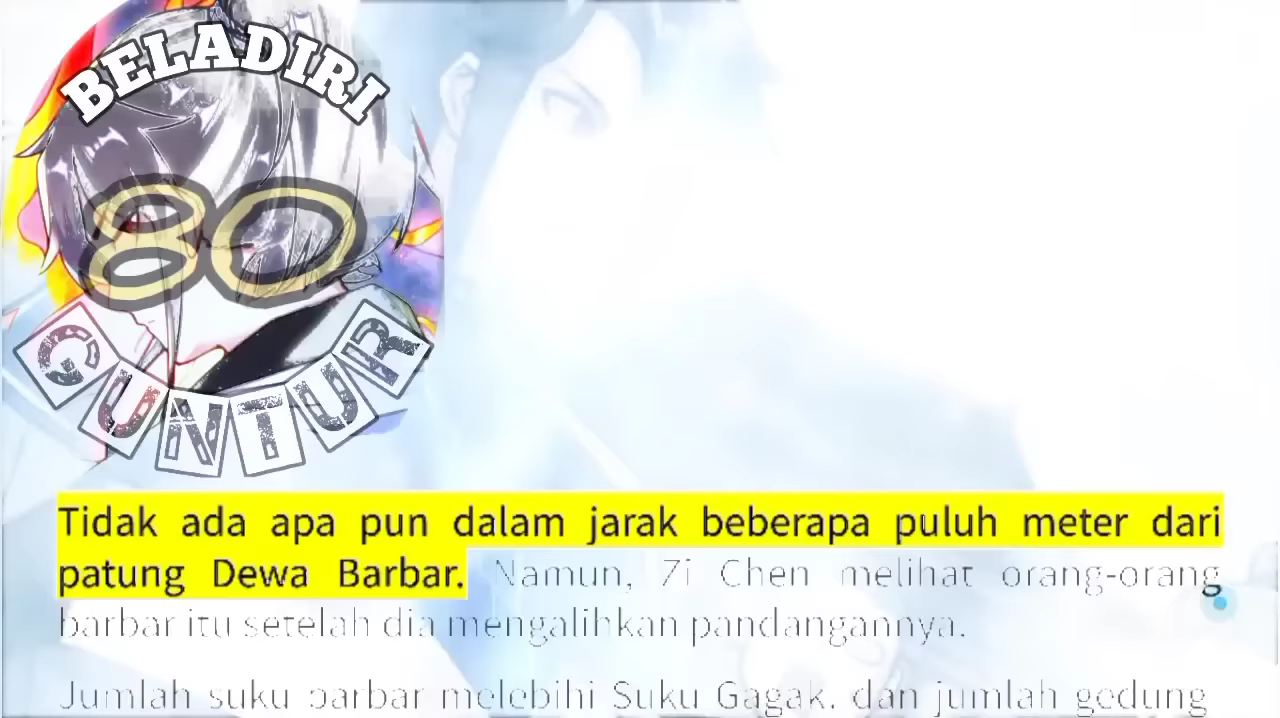 BELADIRI
80
GUNTUR
Tidak ada apa pun dalam jarak beberapa puluh meter dari
patung Dewa Barbar. Namun, Zi Chen melihat orang-orang
barbar itu setelah dia mengalihkan pandangannya.
Jumlah suku barbar melebihi Suku Gagak. dan jumlah gedung